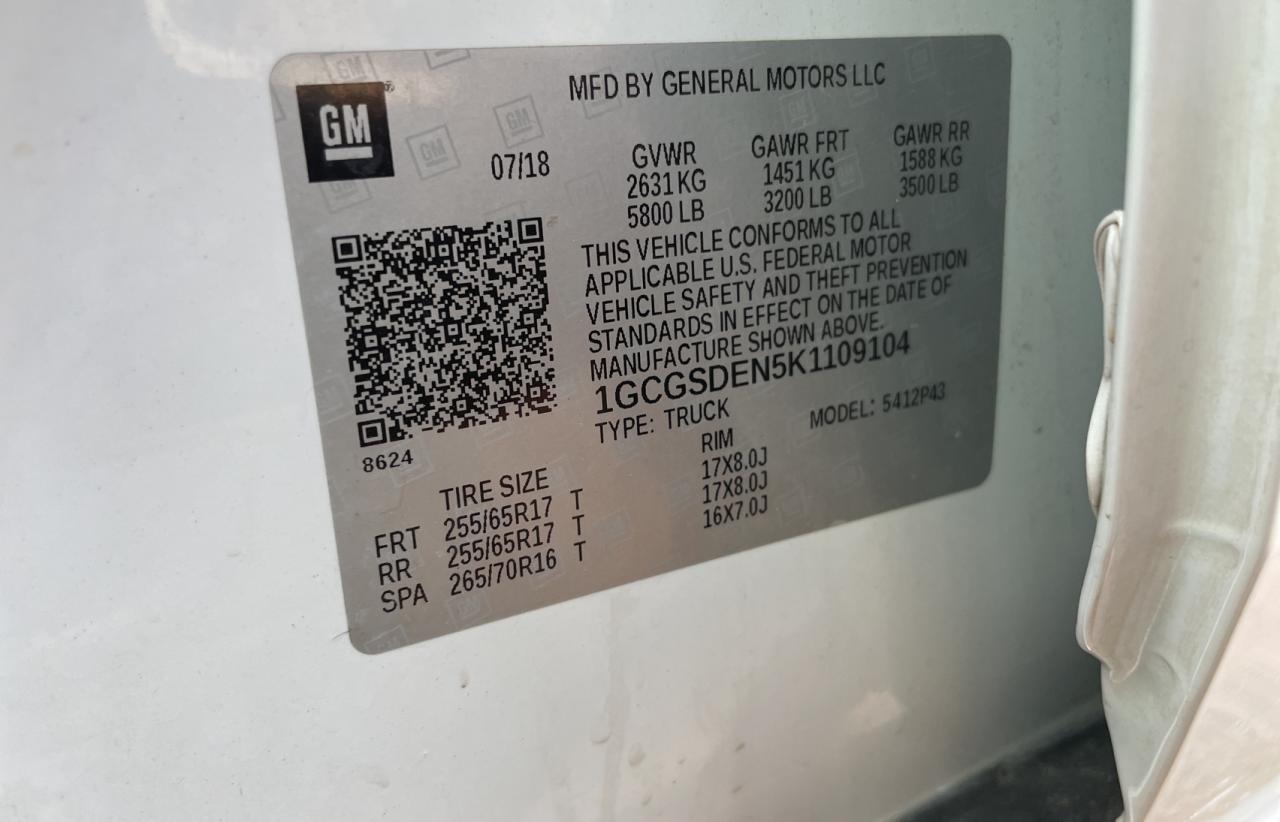 GM
MFD BY GENERAL MOTORS LLC
07/18
GVWR GAWR FRT GAWR RR
2631 KG 1451 KG 1588 KG
5800 LB 3200 LB 3500 LB
THIS VEHICLE CONFORMS TO ALL
APPLICABLE U.S. FEDERAL MOTOR
VEHICLE SAFETY AND THEFT PREVENTION
STANDARDS IN EFFECT ON THE DATE OF
MANUFACTURE SHOWN ABOVE.
1GCGSDEN5K1109104
TYPE: TRUCK MODEL: 5412P43
8624
TIRE SIZE RIM
FRT 255/65R17 T 17X8.0J
RR 255/65R17 T 17X8.0J
SPA 265/70R16 T 16X7.0J